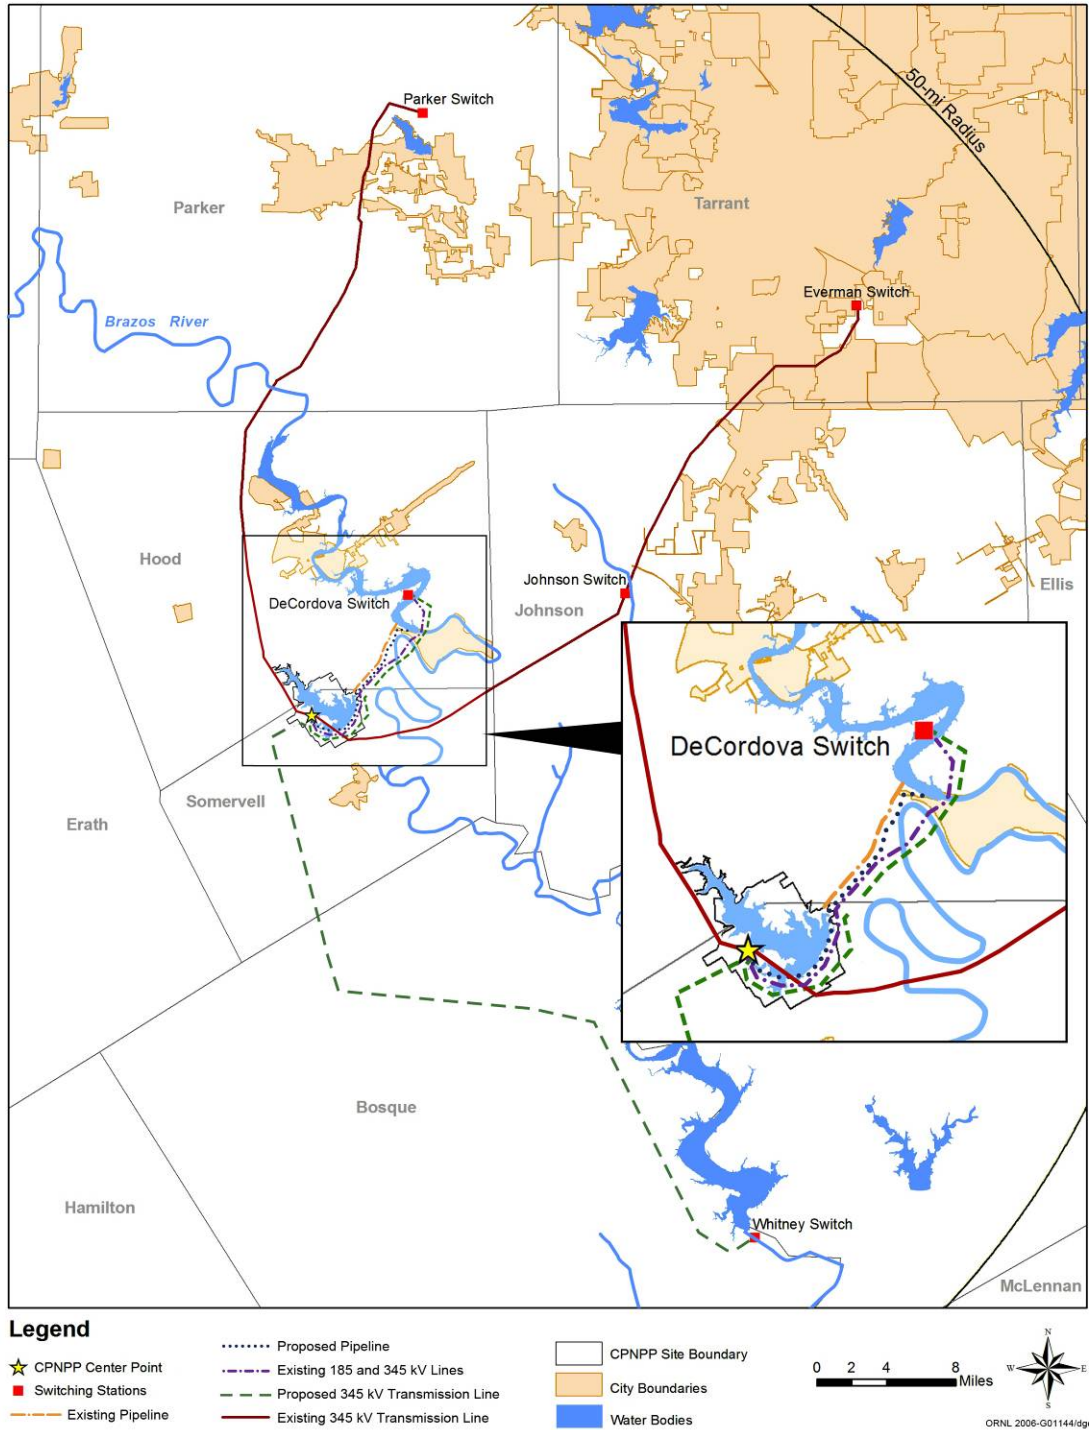 Parker Switch
50-mi Radius
Parker
Tarrant
Everman Switch
Brazos River
Hood
Johnson Switch
Ellis
DeCordova Switch
Johnson
DeCordova Switch
Somervell
Erath
Bosque
Hamilton
Whitney Switch
McLennan
Legend
CPNPP Center Point
Switching Stations
Existing Pipeline
Proposed Pipeline
Existing 185 and 345 kV Lines
Proposed 345 kV Transmission Line
Existing 345 kV Transmission Line
CPNPP Site Boundary
City Boundaries
Water Bodies
0 2 4 8
Miles
N
W E
S
ORNL 2006-G01144/dgc